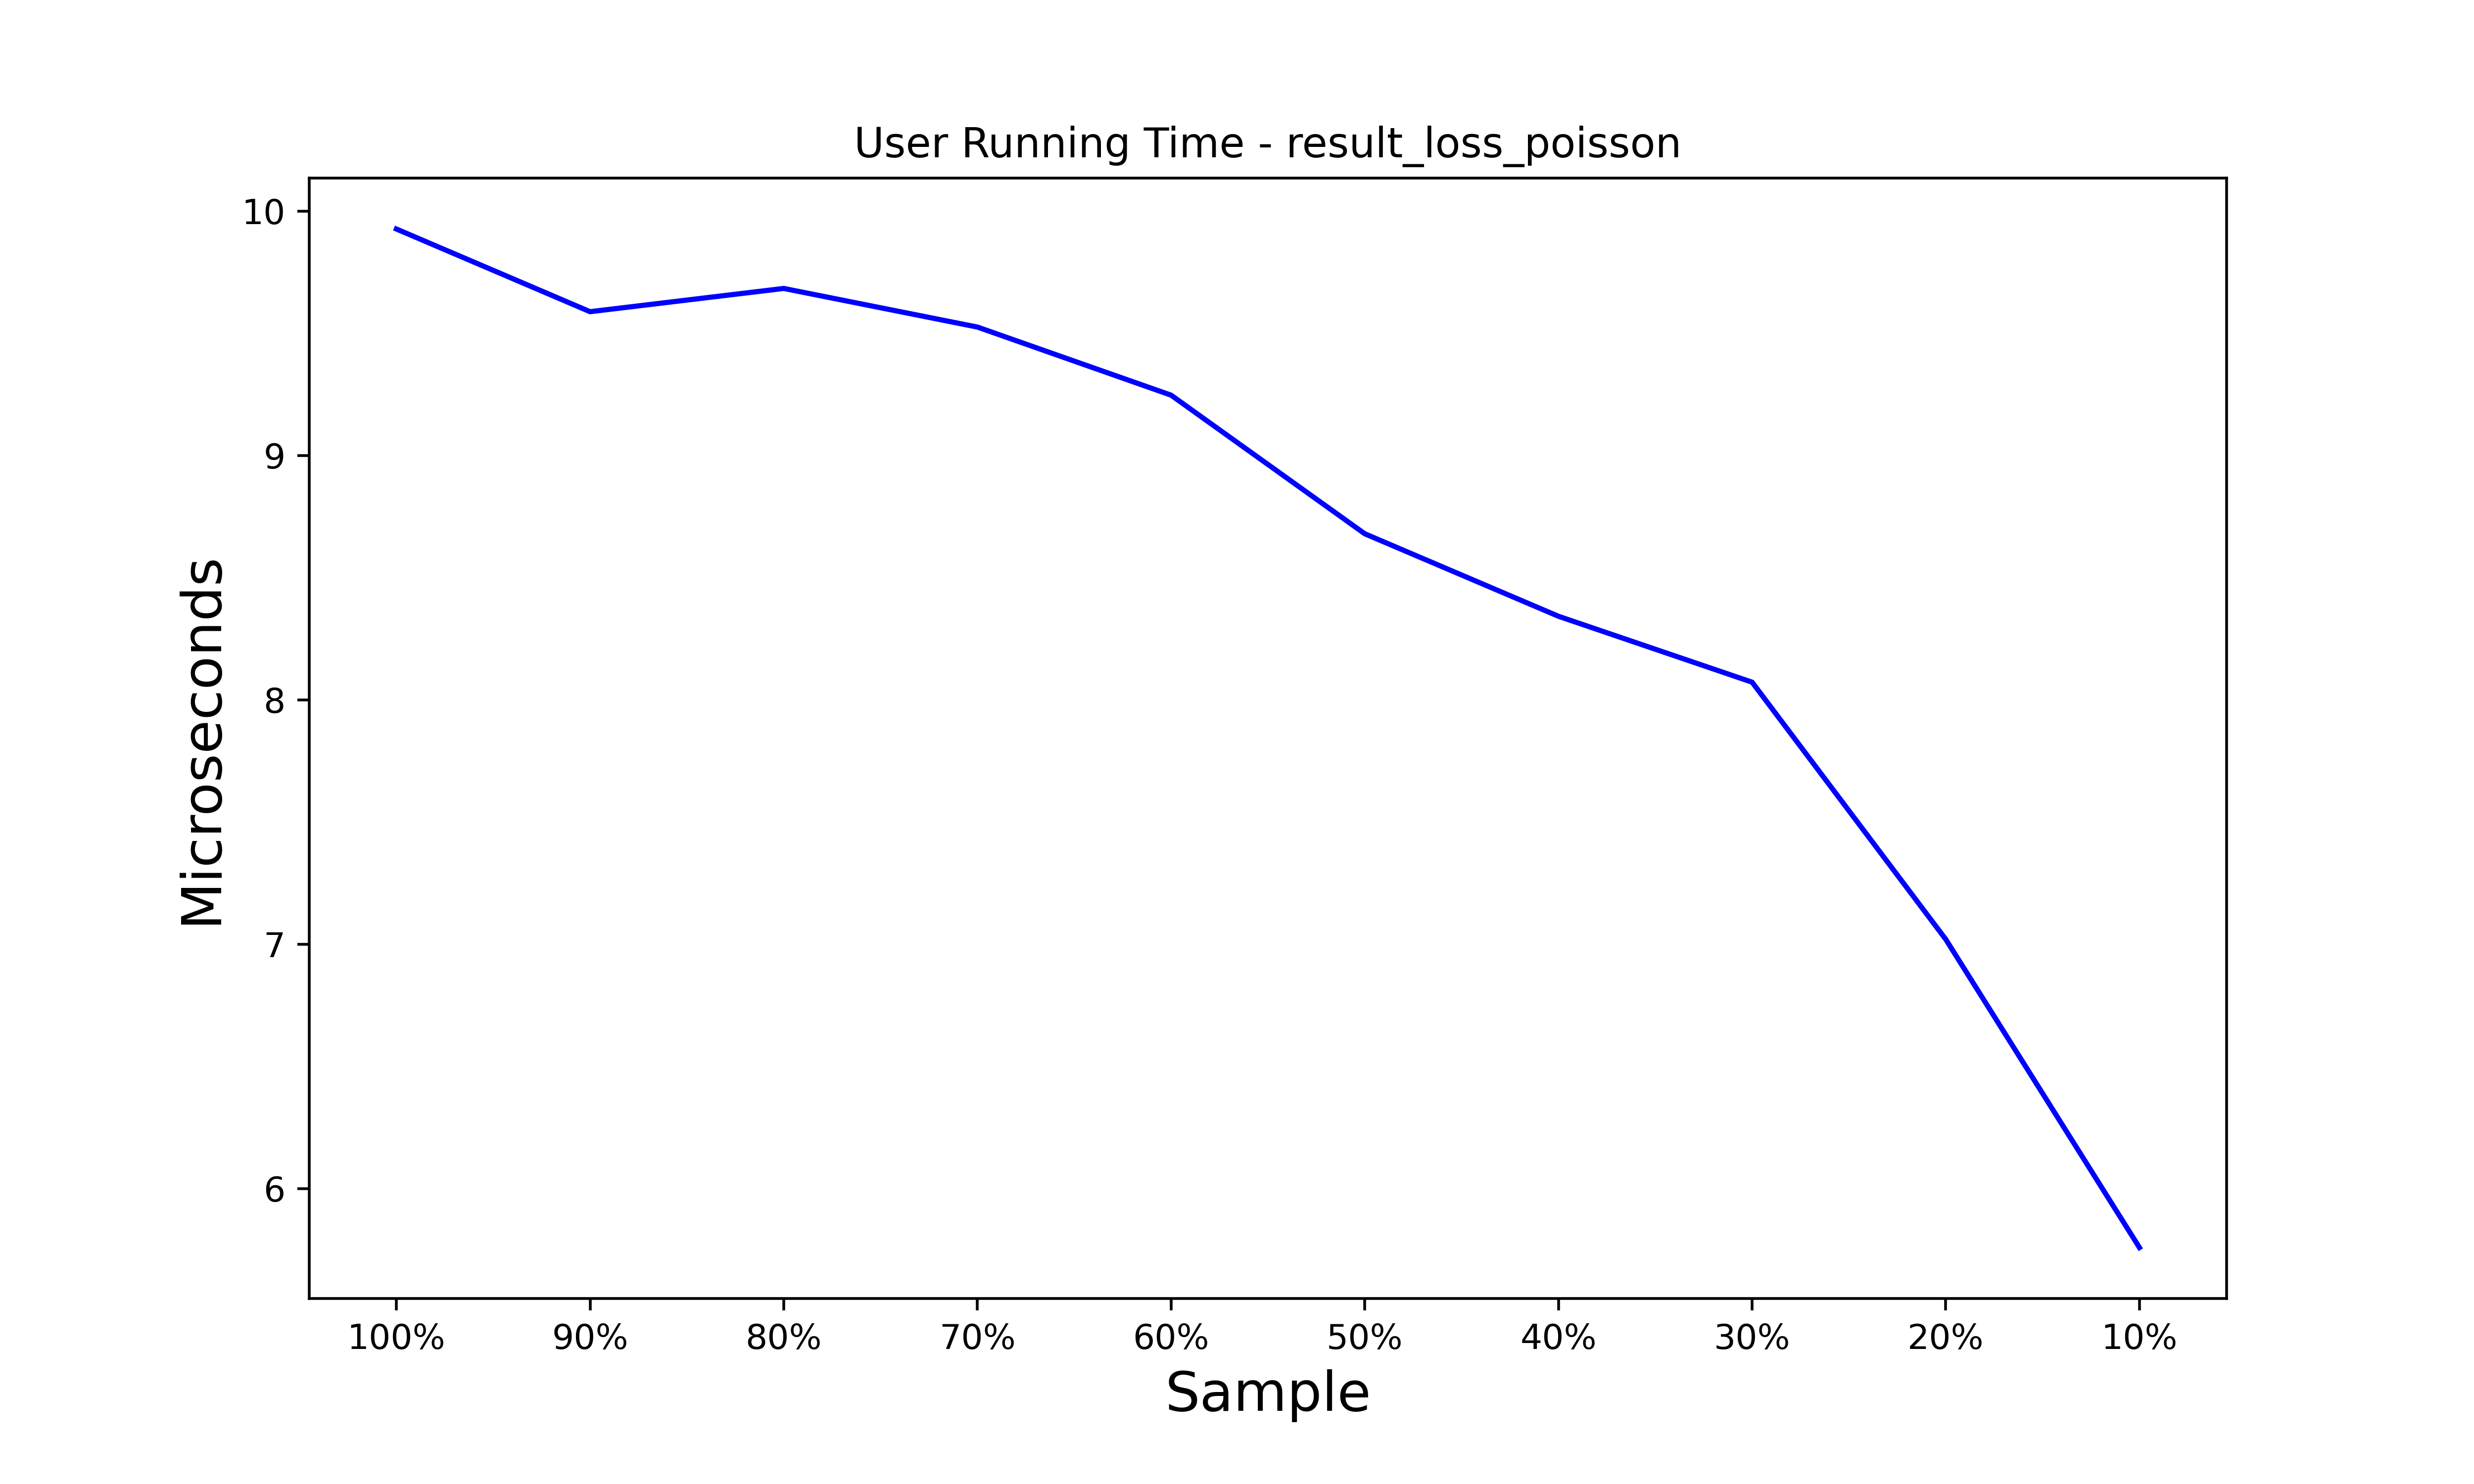 User Running Time - result_loss_poisson
10
9
8
7
6
Microseconds
100% 90% 80% 70% 60% 50% 40% 30% 20% 10%
Sample